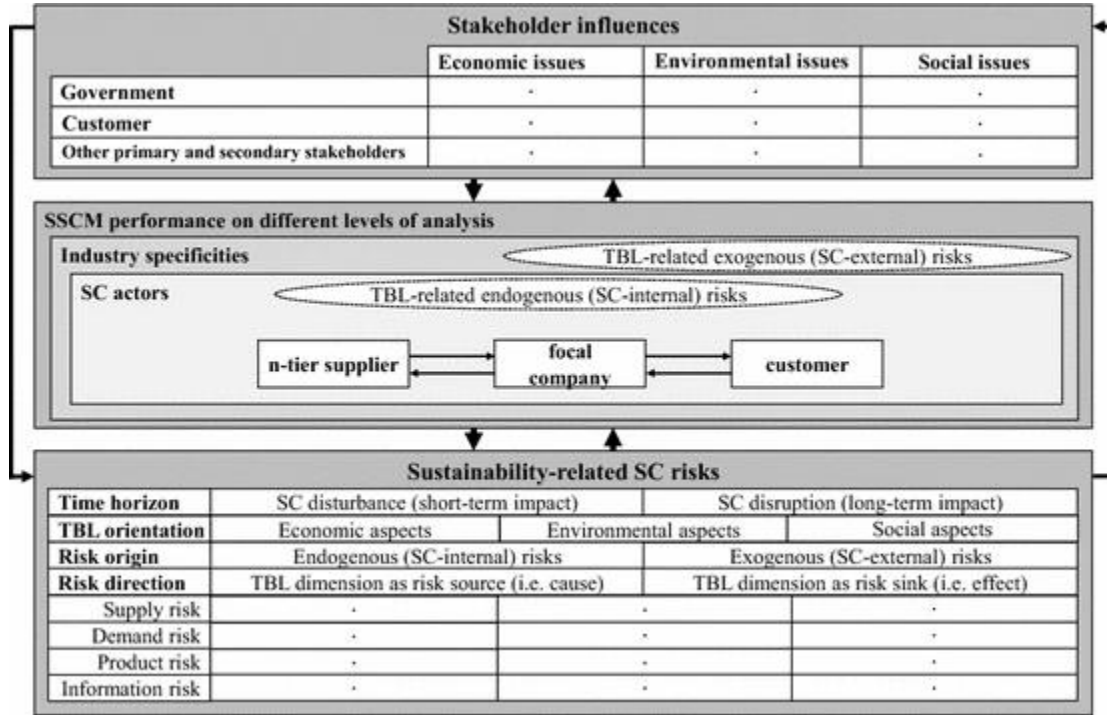 Stakeholder influences
Economic issues Environmental issues Social issues
Government · · ·
Customer · · ·
Other primary and secondary stakeholders · · ·
SSCM performance on different levels of analysis
Industry specificities TBL-related exogenous (SC-external) risks
SC actors TBL-related endogenous (SC-internal) risks
n-tier supplier
focal
company
customer
Sustainability-related SC risks
Time horizon SC disturbance (short-term impact) SC disruption (long-term impact)
TBL orientation Economic aspects Environmental aspects Social aspects
Risk origin Endogenous (SC-internal) risks Exogenous (SC-external) risks
Risk direction TBL dimension as risk source (i.e. cause) TBL dimension as risk sink (i.e. effect)
Supply risk · · ·
Demand risk · · ·
Product risk · · ·
Information risk · · ·